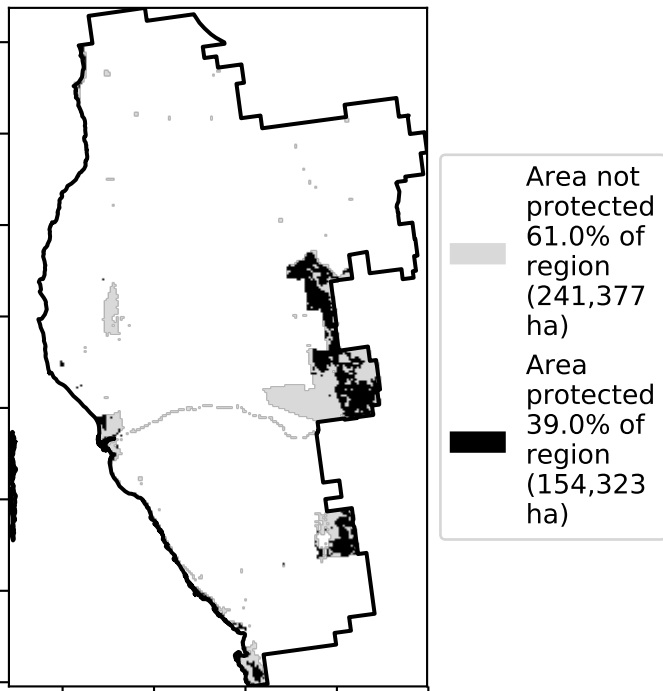 Area not
protected
61.0% of
region
(241,377
ha)
Area
protected
39.0% of
region
(154,323
ha)